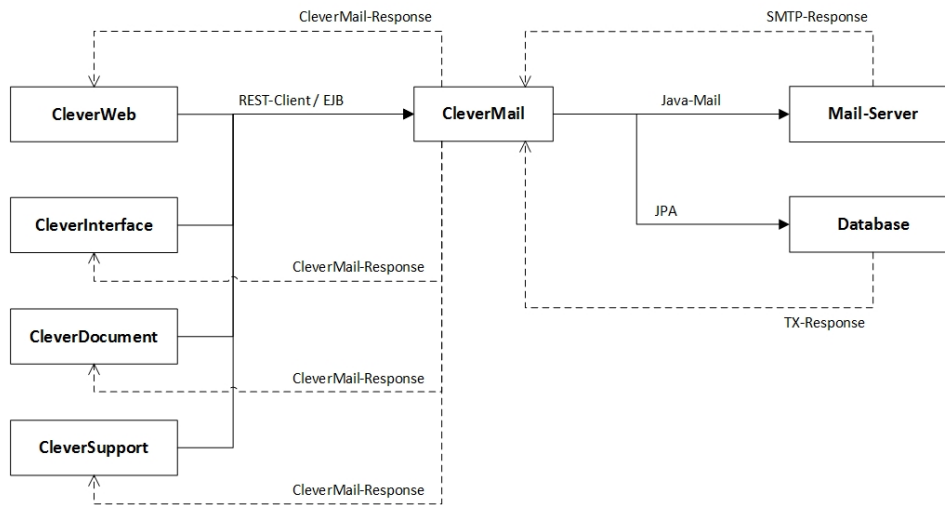 CleverMail-Response
SMTP-Response
CleverWeb
REST-Client / EJB
CleverMail
Java-Mail
Mail-Server
CleverInterface
JPA
Database
CleverMail-Response
TX-Response
CleverDocument
CleverMail-Response
CleverSupport
CleverMail-Response